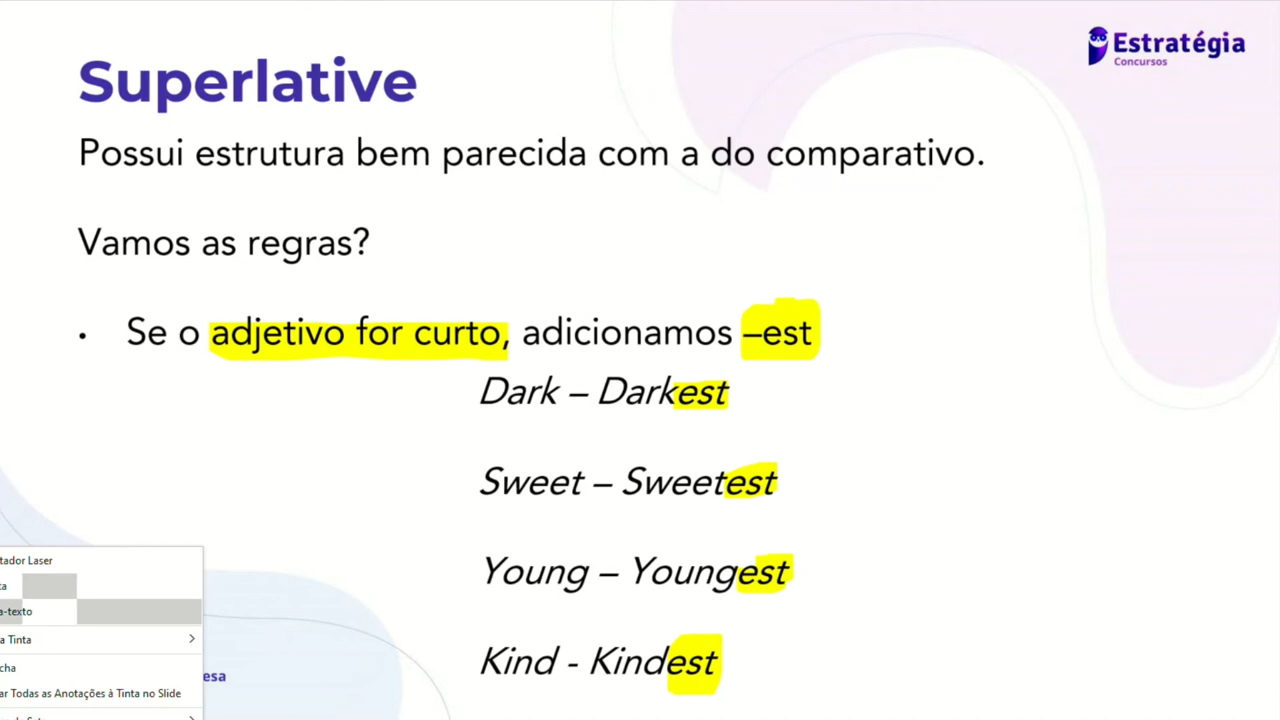 Estratégia
Concursos
Superlative
Possui estrutura bem parecida com a do comparativo.
Vamos as regras?
• Se o adjetivo for curto, adicionamos –est
Dark – Darkest
Sweet – Sweetest
Young – Youngest
Kind - Kindest
tador Laser
ta
a-texto
a Tinta
cha
ar Todas as Anotações à Tinta no Slide
esa